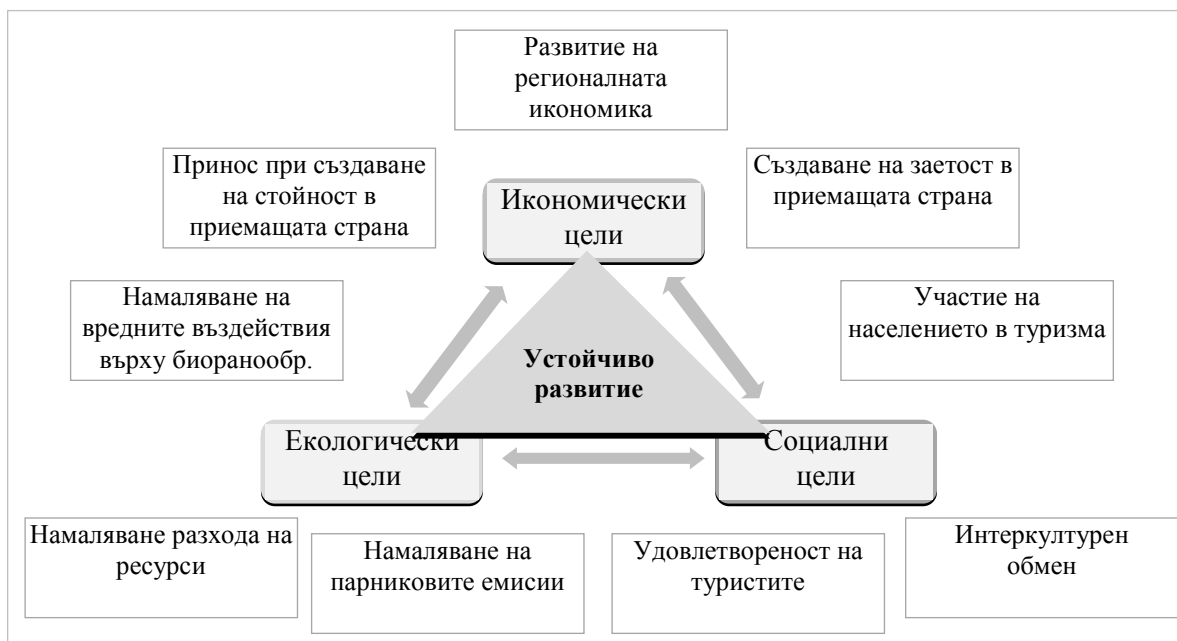 Развитие на
регионалната
икономика
Принос при създаване
на стойност в
приемащата страна
Създаване на заетост в
приемащата страна
Икономически
цели
Намаляване на
вредните въздействия
върху биоранообр.
Участие на
населението в туризма
Устойчиво
развитие
Екологически
цели
Социални
цели
Намаляване разхода на
ресурси
Намаляване на
парниковите емисии
Удовлетвореност на
туристите
Интеркултурен
обмен